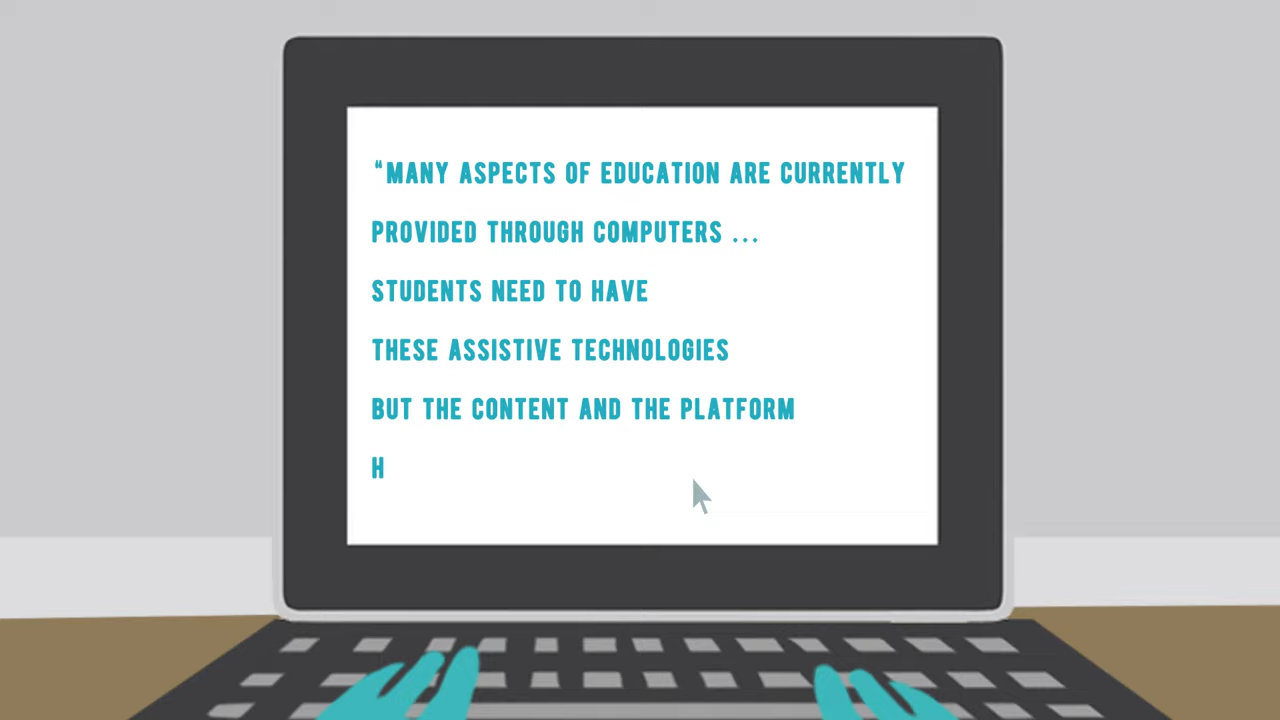 “MANY ASPECTS OF EDUCATION ARE CURRENTLY
PROVIDED THROUGH COMPUTERS ...
STUDENTS NEED TO HAVE
THESE ASSISTIVE TECHNOLOGIES
BUT THE CONTENT AND THE PLATFORM
H